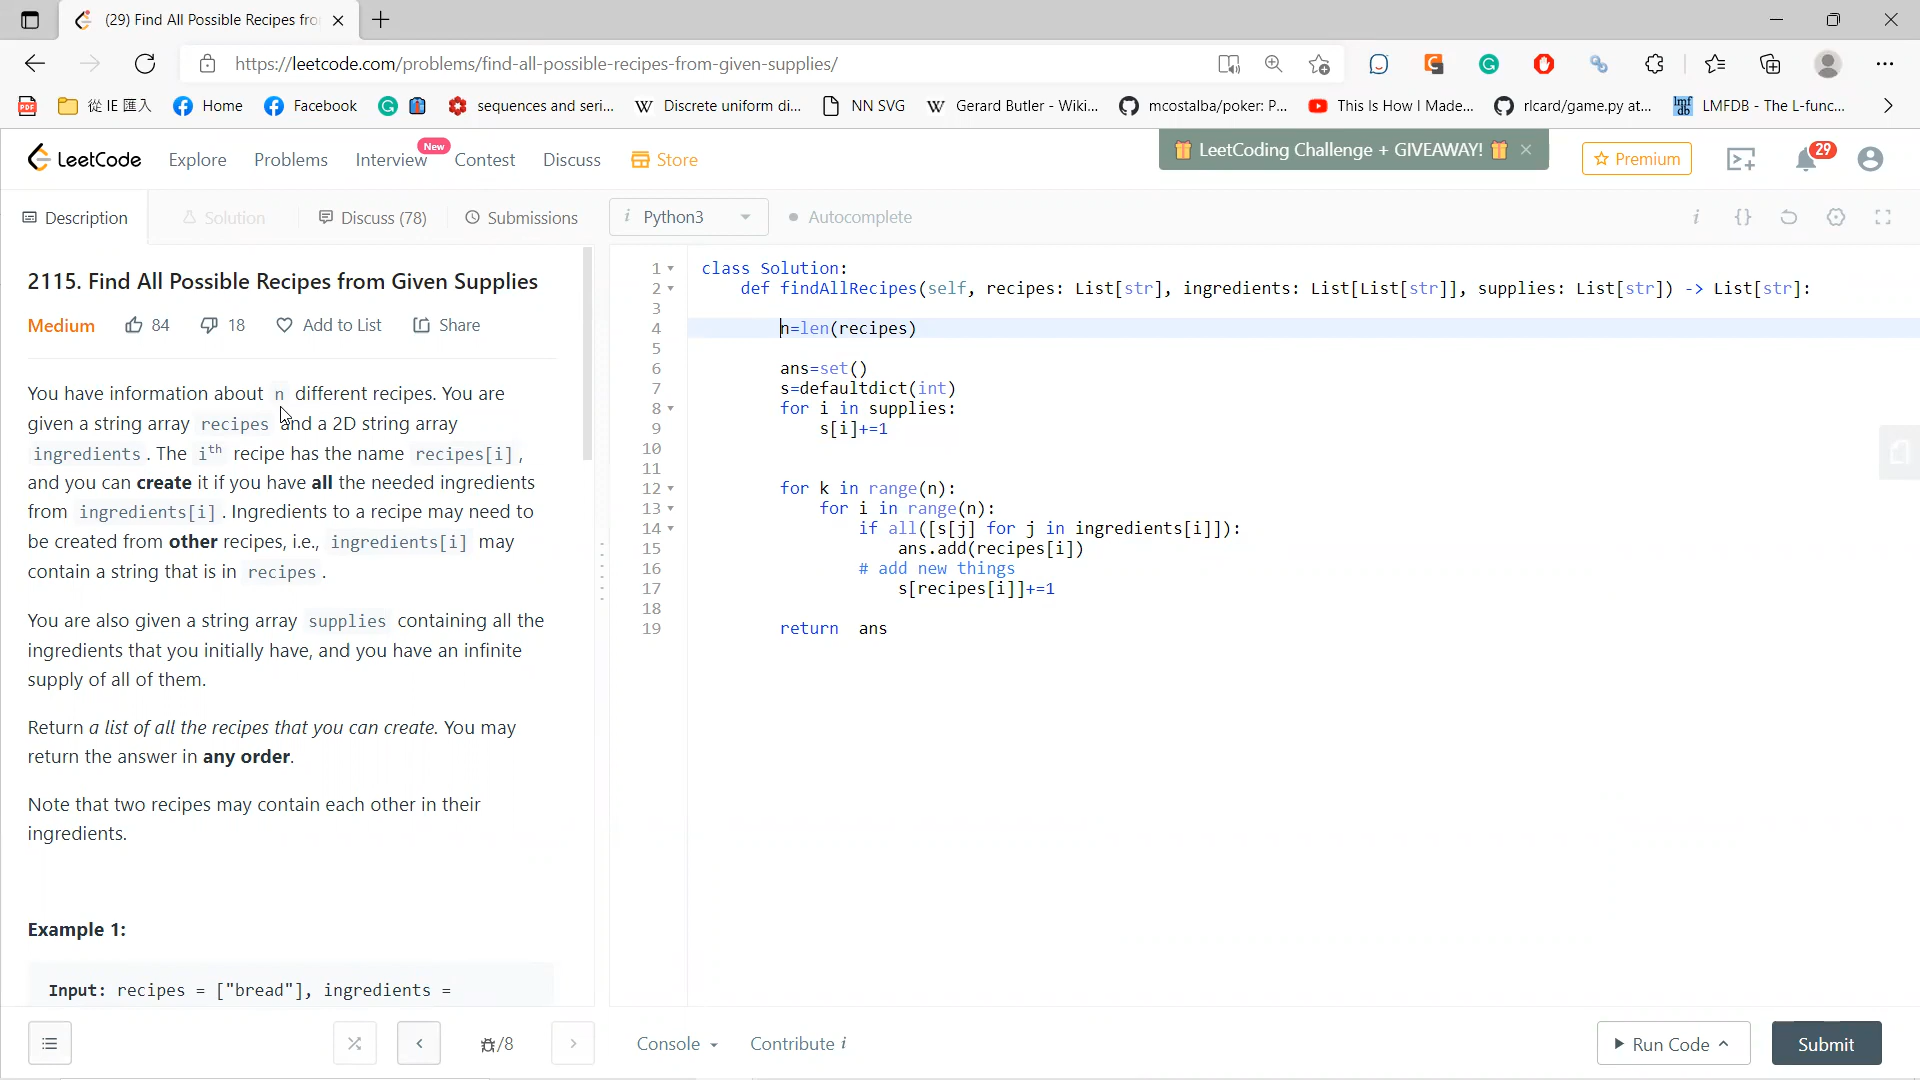 (29) Find All Possible Recipes fro
https://leetcode.com/problems/find-all-possible-recipes-from-given-supplies/
PDF 從 IE 匯入 Home Facebook sequences and seri... Discrete uniform di... NN SVG Gerard Butler - Wiki... mcostalba/poker: P... This Is How I Made... rlcard/game.py at... LMFDB - The L-func...
LeetCode Explore Problems Interview New Contest Discuss Store LeetCoding Challenge + GIVEAWAY! Premium 29
Description Solution Discuss (78) Submissions i Python3 Autocomplete i {}
2115. Find All Possible Recipes from Given Supplies
Medium 84 18 Add to List Share
You have information about n different recipes. You are
given a string array recipes and a 2D string array
ingredients. The ith recipe has the name recipes[i],
and you can create it if you have all the needed ingredients
from ingredients[i]. Ingredients to a recipe may need to
be created from other recipes, i.e., ingredients[i] may
contain a string that is in recipes.
You are also given a string array supplies containing all the
ingredients that you initially have, and you have an infinite
supply of all of them.
Return a list of all the recipes that you can create. You may
return the answer in any order.
Note that two recipes may contain each other in their
ingredients.
Example 1:
Input: recipes = ["bread"], ingredients =
1 class Solution:
2 def findAllRecipes(self, recipes: List[str], ingredients: List[List[str]], supplies: List[str]) -> List[str]:
3
4 n=len(recipes)
5
6 ans=set()
7 s=defaultdict(int)
8 for i in supplies:
9 s[i]+=1
10
11
12 for k in range(n):
13 for i in range(n):
14 if all([s[j] for j in ingredients[i]]):
15 ans.add(recipes[i])
16 # add new things
17 s[recipes[i]]+=1
18
19 return  ans
/8 Console Contribute i Run Code Submit